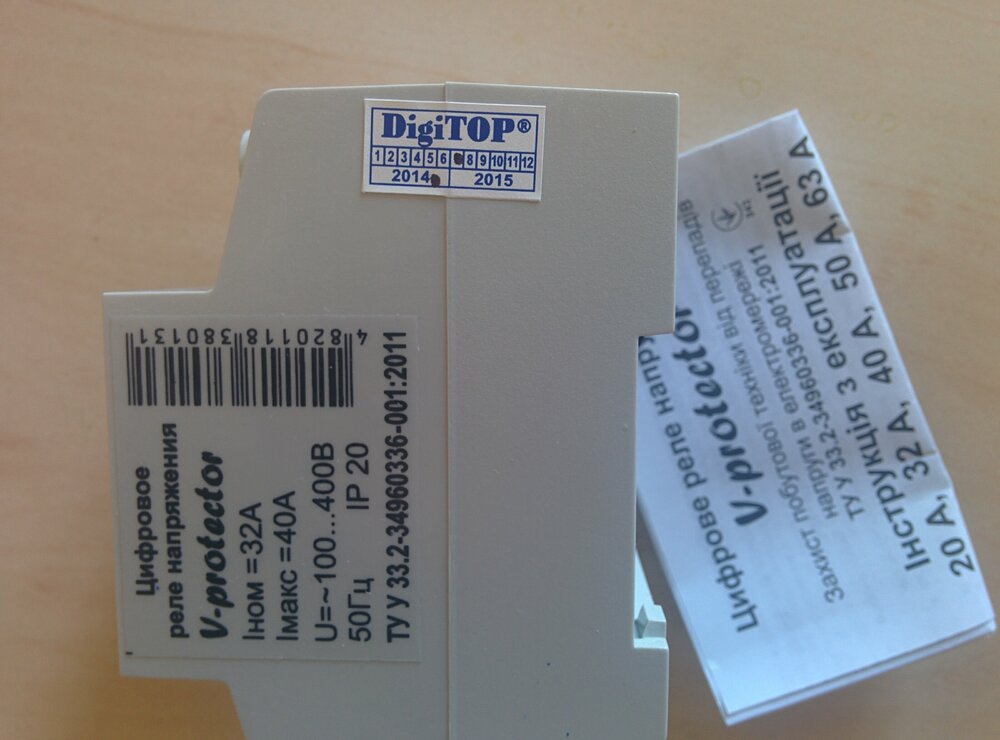 DigiTOP®
1 2 3 4 5 6 8 9 10 11 12
2014 2015
4 820118 380131
Цифровое
реле напряжения
V-protector
Iном =32А
Iмакс =40А
U=~100...400В
50Гц IP 20
ТУ У 33.2-34960336-001:2011
Цифрове реле напру
V-protector
Захист побутової техніки від перепадів
напруги в електромережі
ТУ У 33.2-34960336-001:2011
Інструкція з експлуатації
20 А, 32А, 40 А, 50 А, 63 А